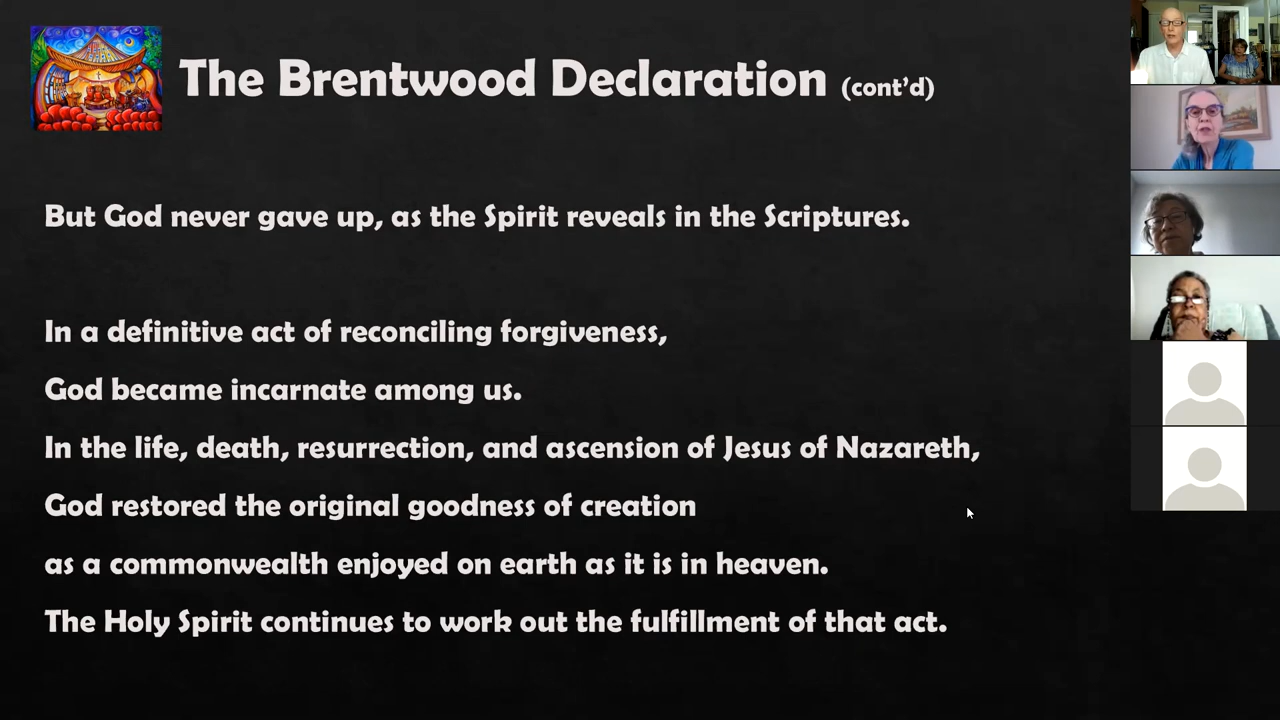 The Brentwood Declaration (cont’d)
But God never gave up, as the Spirit reveals in the Scriptures.
In a definitive act of reconciling forgiveness,
God became incarnate among us.
In the life, death, resurrection, and ascension of Jesus of Nazareth,
God restored the original goodness of creation
as a commonwealth enjoyed on earth as it is in heaven.
The Holy Spirit continues to work out the fulfillment of that act.